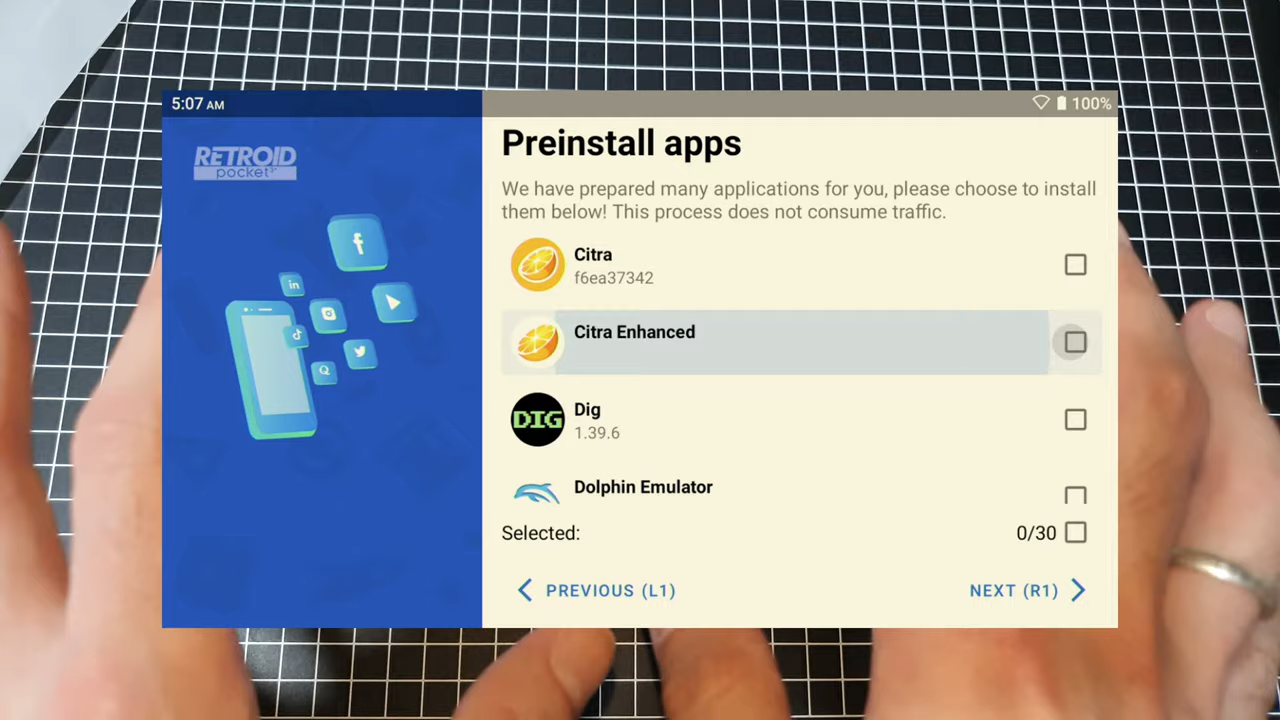 5:07 AM
100%
RETROID
pocket3+
Preinstall apps
We have prepared many applications for you, please choose to install
them below! This process does not consume traffic.
Citra
f6ea37342
Citra Enhanced
DIG
Dig
1.39.6
Dolphin Emulator
Selected:
0/30
PREVIOUS (L1)
NEXT (R1)
f
in
Q